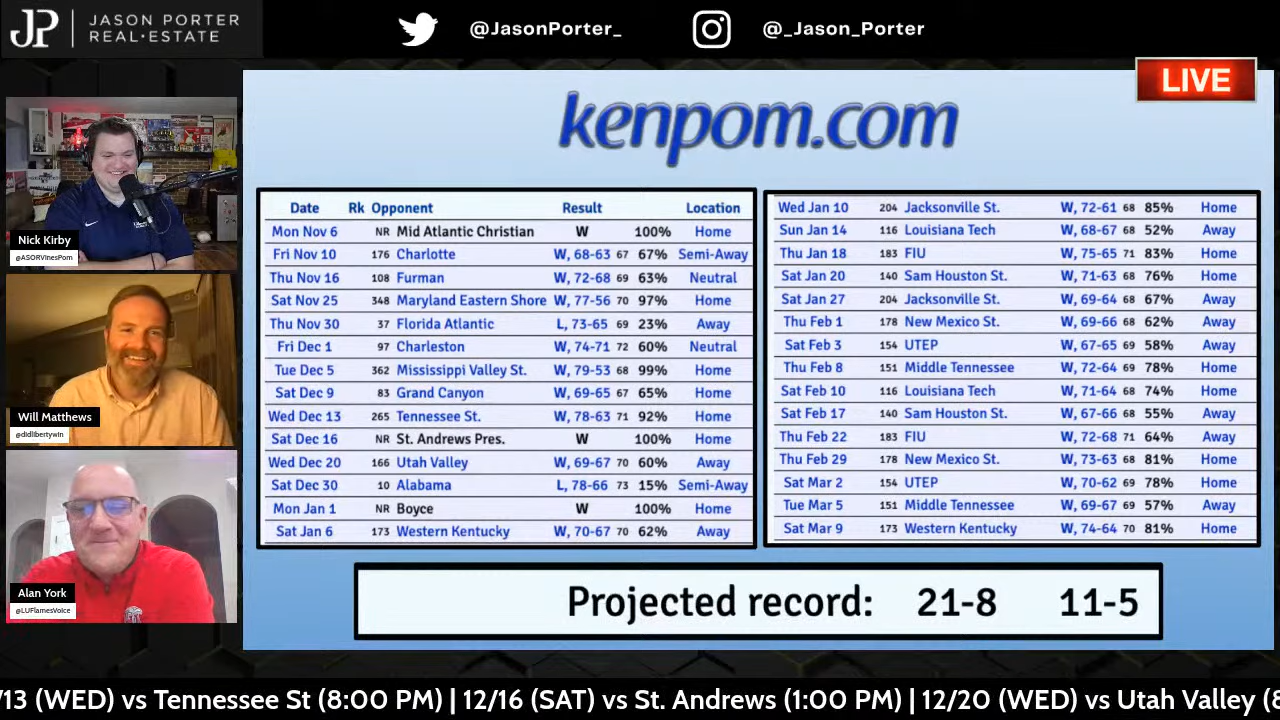 JP | JASON PORTER
REAL•ESTATE
@JasonPorter_
@_Jason_Porter
LIVE
kenpom.com
Nick Kirby
@ASORVinesPom
Will Matthews
@didlibertywin
Alan York
@LUFlamesVoice
Date Rk Opponent Result Location
Mon Nov 6 NR Mid Atlantic Christian W 100% Home
Fri Nov 10 176 Charlotte W, 68-63 67 67% Semi-Away
Thu Nov 16 108 Furman W, 72-68 69 63% Neutral
Sat Nov 25 348 Maryland Eastern Shore W, 77-56 70 97% Home
Thu Nov 30 37 Florida Atlantic L, 73-65 69 23% Away
Fri Dec 1 97 Charleston W, 74-71 72 60% Neutral
Tue Dec 5 362 Mississippi Valley St. W, 79-53 68 99% Home
Sat Dec 9 83 Grand Canyon W, 69-65 67 65% Home
Wed Dec 13 265 Tennessee St. W, 78-63 71 92% Home
Sat Dec 16 NR St. Andrews Pres. W 100% Home
Wed Dec 20 166 Utah Valley W, 69-67 70 60% Away
Sat Dec 30 10 Alabama L, 78-66 73 15% Semi-Away
Mon Jan 1 NR Boyce W 100% Home
Sat Jan 6 173 Western Kentucky W, 70-67 70 62% Away
Wed Jan 10 204 Jacksonville St. W, 72-61 68 85% Home
Sun Jan 14 116 Louisiana Tech W, 68-67 68 52% Away
Thu Jan 18 183 FIU W, 75-65 71 83% Home
Sat Jan 20 140 Sam Houston St. W, 71-63 68 76% Home
Sat Jan 27 204 Jacksonville St. W, 69-64 68 67% Away
Thu Feb 1 178 New Mexico St. W, 69-66 68 62% Away
Sat Feb 3 154 UTEP W, 67-65 69 58% Away
Thu Feb 8 151 Middle Tennessee W, 72-64 69 78% Home
Sat Feb 10 116 Louisiana Tech W, 71-64 68 74% Home
Sat Feb 17 140 Sam Houston St. W, 67-66 68 55% Away
Thu Feb 22 183 FIU W, 72-68 71 64% Away
Thu Feb 29 178 New Mexico St. W, 73-63 68 81% Home
Sat Mar 2 154 UTEP W, 70-62 69 78% Home
Tue Mar 5 151 Middle Tennessee W, 69-67 69 57% Away
Sat Mar 9 173 Western Kentucky W, 74-64 70 81% Home
Projected record: 21-8 11-5
/13 (WED) vs Tennessee St (8:00 PM) | 12/16 (SAT) vs St. Andrews (1:00 PM) | 12/20 (WED) vs Utah Valley (8